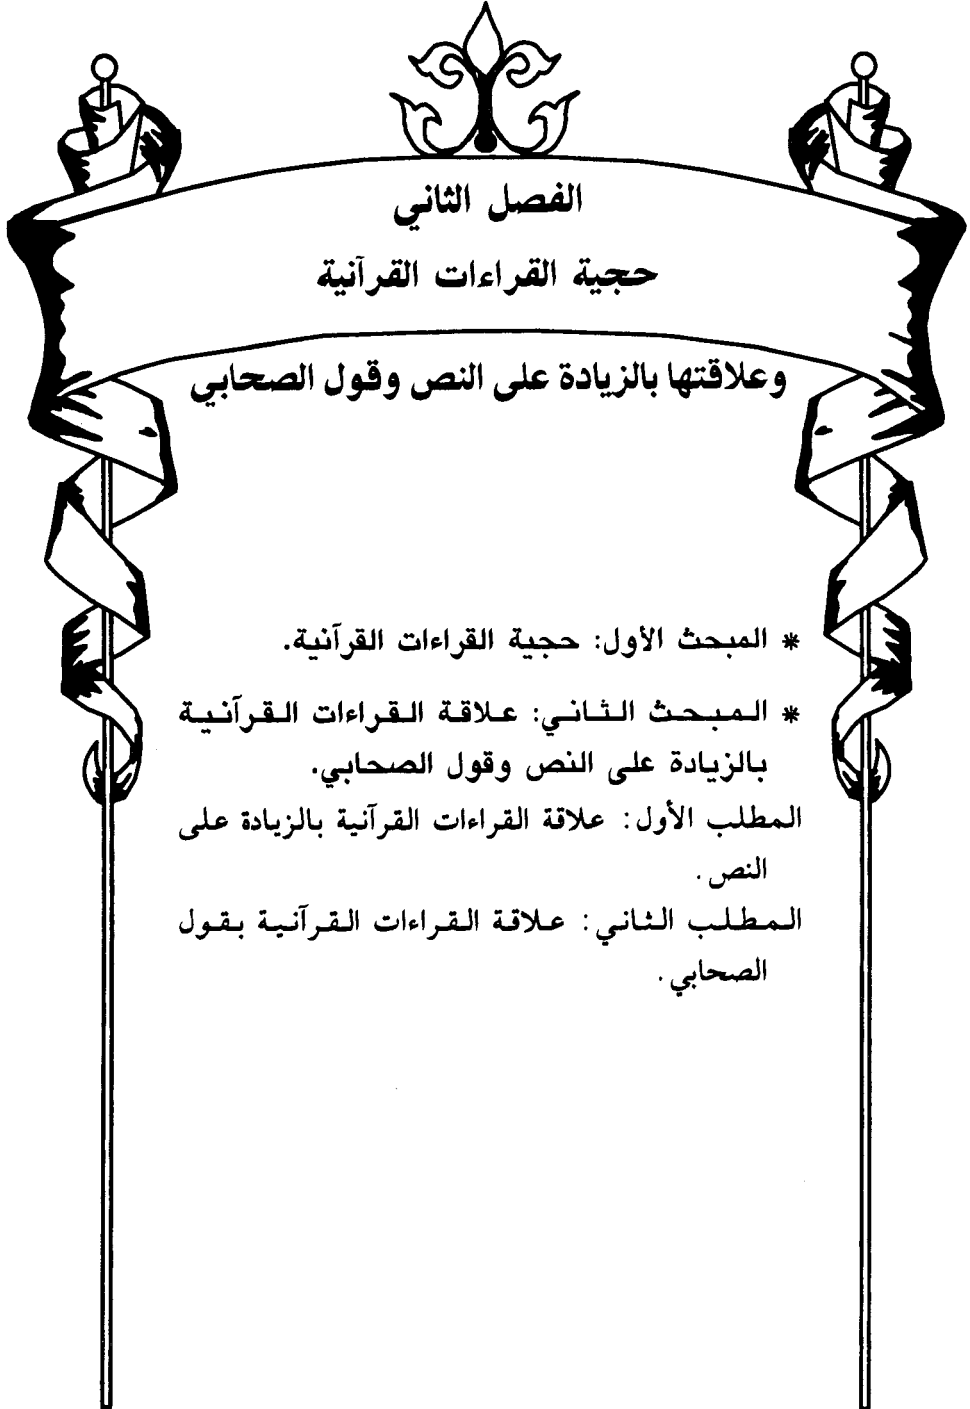 الفصل الثاني
حجية القراءات القرآنية
وعلاقتها بالزيادة على النص وقول الصحابي
* المبحث الأول: حجية القراءات القرآنية.
* المبحث الثاني: علاقة القراءات القرآنية
بالزيادة على النص وقول الصحابي.
المطلب الأول: علاقة القراءات القرآنية بالزيادة على
النص.
المطلب الثاني: علاقة القراءات القرآنية بقول
الصحابي.